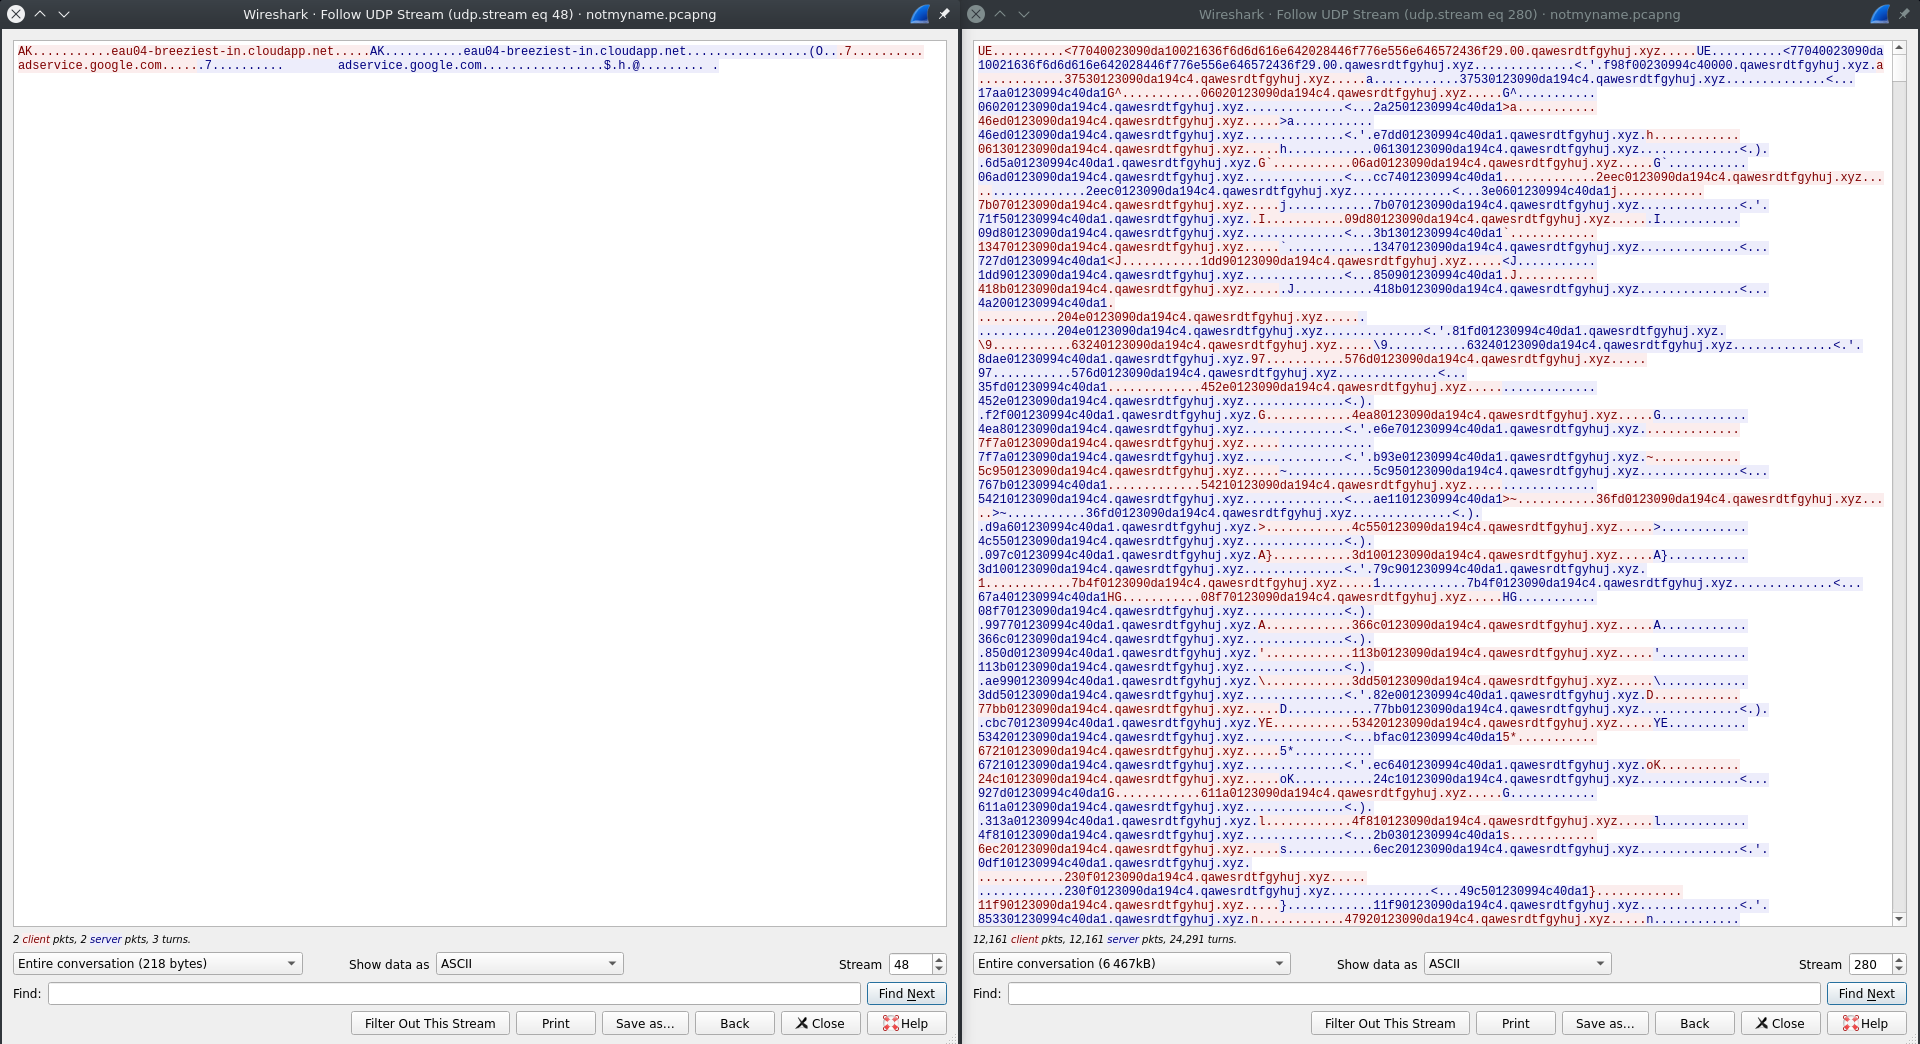 Wireshark · Follow UDP Stream (udp.stream eq 48) · notmyname.pcapng
AK...........eau04-breeziest-in.cloudapp.net.....AK...........eau04-breeziest-in.cloudapp.net................(O...7..........
adservice.google.com......7.......... adservice.google.com.................$.h.@......... .
2 client pkts, 2 server pkts, 3 turns.
Entire conversation (218 bytes)
Show data as ASCII
Stream 48
Find:
Find Next
Filter Out This Stream
Print
Save as...
Back
Close
Help
Wireshark · Follow UDP Stream (udp.stream eq 280) · notmyname.pcapng
UE..........<77040023090da10021636f6d6d616e642028446f776e556e646572436f29.00.qawesrdtfgyhuj.xyz.....UE..........<77040023090da
10021636f6d6d616e642028446f776e556e646572436f29.00.qawesrdtfgyhuj.xyz..............<.'.f98f00230994c40000.qawesrdtfgyhuj.xyz.a
............37530123090da194c4.qawesrdtfgyhuj.xyz.....a............37530123090da194c4.qawesrdtfgyhuj.xyz..............<...
17aa01230994c40da1G^...........06020123090da194c4.qawesrdtfgyhuj.xyz.....G^...........
06020123090da194c4.qawesrdtfgyhuj.xyz..............<...2a2501230994c40da1>a...........
46ed0123090da194c4.qawesrdtfgyhuj.xyz.....>a...........
46ed0123090da194c4.qawesrdtfgyhuj.xyz..............<.'.e7dd01230994c40da1.qawesrdtfgyhuj.xyz.h............
06130123090da194c4.qawesrdtfgyhuj.xyz.....h............06130123090da194c4.qawesrdtfgyhuj.xyz..............<.).
.6d5a01230994c40da1.qawesrdtfgyhuj.xyz.G`...........06ad0123090da194c4.qawesrdtfgyhuj.xyz.....G`...........
06ad0123090da194c4.qawesrdtfgyhuj.xyz..............<...cc7401230994c40da1.............2eec0123090da194c4.qawesrdtfgyhuj.xyz...
...............2eec0123090da194c4.qawesrdtfgyhuj.xyz..............<...3e0601230994c40da1j............
7b070123090da194c4.qawesrdtfgyhuj.xyz.....j............7b070123090da194c4.qawesrdtfgyhuj.xyz..............<.'.
71f501230994c40da1.qawesrdtfgyhuj.xyz..I...........09d80123090da194c4.qawesrdtfgyhuj.xyz......I...........
09d80123090da194c4.qawesrdtfgyhuj.xyz..............<...3b1301230994c40da1`............
13470123090da194c4.qawesrdtfgyhuj.xyz.....`............13470123090da194c4.qawesrdtfgyhuj.xyz..............<...
727d01230994c40da1<J...........1dd90123090da194c4.qawesrdtfgyhuj.xyz.....<J...........
1dd90123090da194c4.qawesrdtfgyhuj.xyz..............<...850901230994c40da1.J...........
418b0123090da194c4.qawesrdtfgyhuj.xyz......J...........418b0123090da194c4.qawesrdtfgyhuj.xyz..............<...
4a2001230994c40da1.
...........204e0123090da194c4.qawesrdtfgyhuj.xyz......
...........204e0123090da194c4.qawesrdtfgyhuj.xyz..............<.'.81fd01230994c40da1.qawesrdtfgyhuj.xyz.
\9...........63240123090da194c4.qawesrdtfgyhuj.xyz.....\9...........63240123090da194c4.qawesrdtfgyhuj.xyz..............<.'.
8dae01230994c40da1.qawesrdtfgyhuj.xyz.97...........576d0123090da194c4.qawesrdtfgyhuj.xyz.....
97...........576d0123090da194c4.qawesrdtfgyhuj.xyz..............<...
35fd01230994c40da1.............452e0123090da194c4.qawesrdtfgyhuj.xyz..................
452e0123090da194c4.qawesrdtfgyhuj.xyz..............<.).
.f2f001230994c40da1.qawesrdtfgyhuj.xyz.G............4ea80123090da194c4.qawesrdtfgyhuj.xyz.....G............
4ea80123090da194c4.qawesrdtfgyhuj.xyz..............<.'.e6e701230994c40da1.qawesrdtfgyhuj.xyz..............
7f7a0123090da194c4.qawesrdtfgyhuj.xyz..................
7f7a0123090da194c4.qawesrdtfgyhuj.xyz..............<.'.b93e01230994c40da1.qawesrdtfgyhuj.xyz.~............
5c950123090da194c4.qawesrdtfgyhuj.xyz.....~............5c950123090da194c4.qawesrdtfgyhuj.xyz..............<...
767b01230994c40da1.............54210123090da194c4.qawesrdtfgyhuj.xyz..................
54210123090da194c4.qawesrdtfgyhuj.xyz..............<...ae1101230994c40da1>~...........36fd0123090da194c4.qawesrdtfgyhuj.xyz...
..>~...........36fd0123090da194c4.qawesrdtfgyhuj.xyz..............<.).
.d9a601230994c40da1.qawesrdtfgyhuj.xyz.>............4c550123090da194c4.qawesrdtfgyhuj.xyz.....>............
4c550123090da194c4.qawesrdtfgyhuj.xyz..............<.).
.097c01230994c40da1.qawesrdtfgyhuj.xyz.A}...........3d100123090da194c4.qawesrdtfgyhuj.xyz.....A}...........
3d100123090da194c4.qawesrdtfgyhuj.xyz..............<.'.79c901230994c40da1.qawesrdtfgyhuj.xyz.
1............7b4f0123090da194c4.qawesrdtfgyhuj.xyz.....1............7b4f0123090da194c4.qawesrdtfgyhuj.xyz..............<...
67a401230994c40da1HG...........08f70123090da194c4.qawesrdtfgyhuj.xyz.....HG...........
08f70123090da194c4.qawesrdtfgyhuj.xyz..............<.).
.997701230994c40da1.qawesrdtfgyhuj.xyz.A............366c0123090da194c4.qawesrdtfgyhuj.xyz.....A............
366c0123090da194c4.qawesrdtfgyhuj.xyz..............<.).
.850d01230994c40da1.qawesrdtfgyhuj.xyz.'............113b0123090da194c4.qawesrdtfgyhuj.xyz.....'............
113b0123090da194c4.qawesrdtfgyhuj.xyz..............<.).
.ae9901230994c40da1.qawesrdtfgyhuj.xyz.\............3dd50123090da194c4.qawesrdtfgyhuj.xyz.....\............
3dd50123090da194c4.qawesrdtfgyhuj.xyz..............<.'.82e001230994c40da1.qawesrdtfgyhuj.xyz.D............
77bb0123090da194c4.qawesrdtfgyhuj.xyz.....D............77bb0123090da194c4.qawesrdtfgyhuj.xyz..............<.).
.cbc701230994c40da1.qawesrdtfgyhuj.xyz.YE...........53420123090da194c4.qawesrdtfgyhuj.xyz.....YE...........
53420123090da194c4.qawesrdtfgyhuj.xyz..............<...bfac01230994c40da15*...........
67210123090da194c4.qawesrdtfgyhuj.xyz.....5*...........
67210123090da194c4.qawesrdtfgyhuj.xyz..............<.'.ec6401230994c40da1.qawesrdtfgyhuj.xyz.oK...........
24c10123090da194c4.qawesrdtfgyhuj.xyz.....oK...........24c10123090da194c4.qawesrdtfgyhuj.xyz..............<...
927d01230994c40da1G............611a0123090da194c4.qawesrdtfgyhuj.xyz.....G............
611a0123090da194c4.qawesrdtfgyhuj.xyz..............<.).
.313a01230994c40da1.qawesrdtfgyhuj.xyz.l............4f810123090da194c4.qawesrdtfgyhuj.xyz.....l............
4f810123090da194c4.qawesrdtfgyhuj.xyz..............<...2b0301230994c40da1s............
6ec20123090da194c4.qawesrdtfgyhuj.xyz.....s............6ec20123090da194c4.qawesrdtfgyhuj.xyz..............<.'.
0df101230994c40da1.qawesrdtfgyhuj.xyz.
............230f0123090da194c4.qawesrdtfgyhuj.xyz.....
............230f0123090da194c4.qawesrdtfgyhuj.xyz..............<...49c501230994c40da1}............
11f90123090da194c4.qawesrdtfgyhuj.xyz.....}............11f90123090da194c4.qawesrdtfgyhuj.xyz..............<.'.
853301230994c40da1.qawesrdtfgyhuj.xyz.n............47920123090da194c4.qawesrdtfgyhuj.xyz.....n............
12,161 client pkts, 12,161 server pkts, 24,291 turns.
Entire conversation (6 467kB)
Show data as ASCII
Stream 280
Find:
Find Next
Filter Out This Stream
Print
Save as...
Back
Close
Help